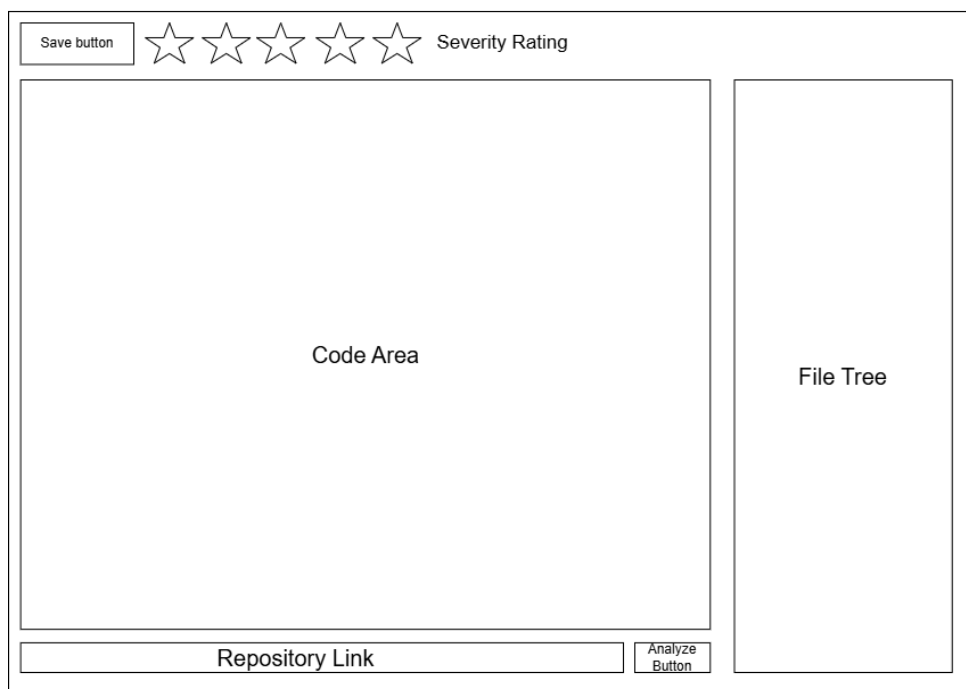 Save button
Severity Rating
Code Area
File Tree
Repository Link
Analyze
Button